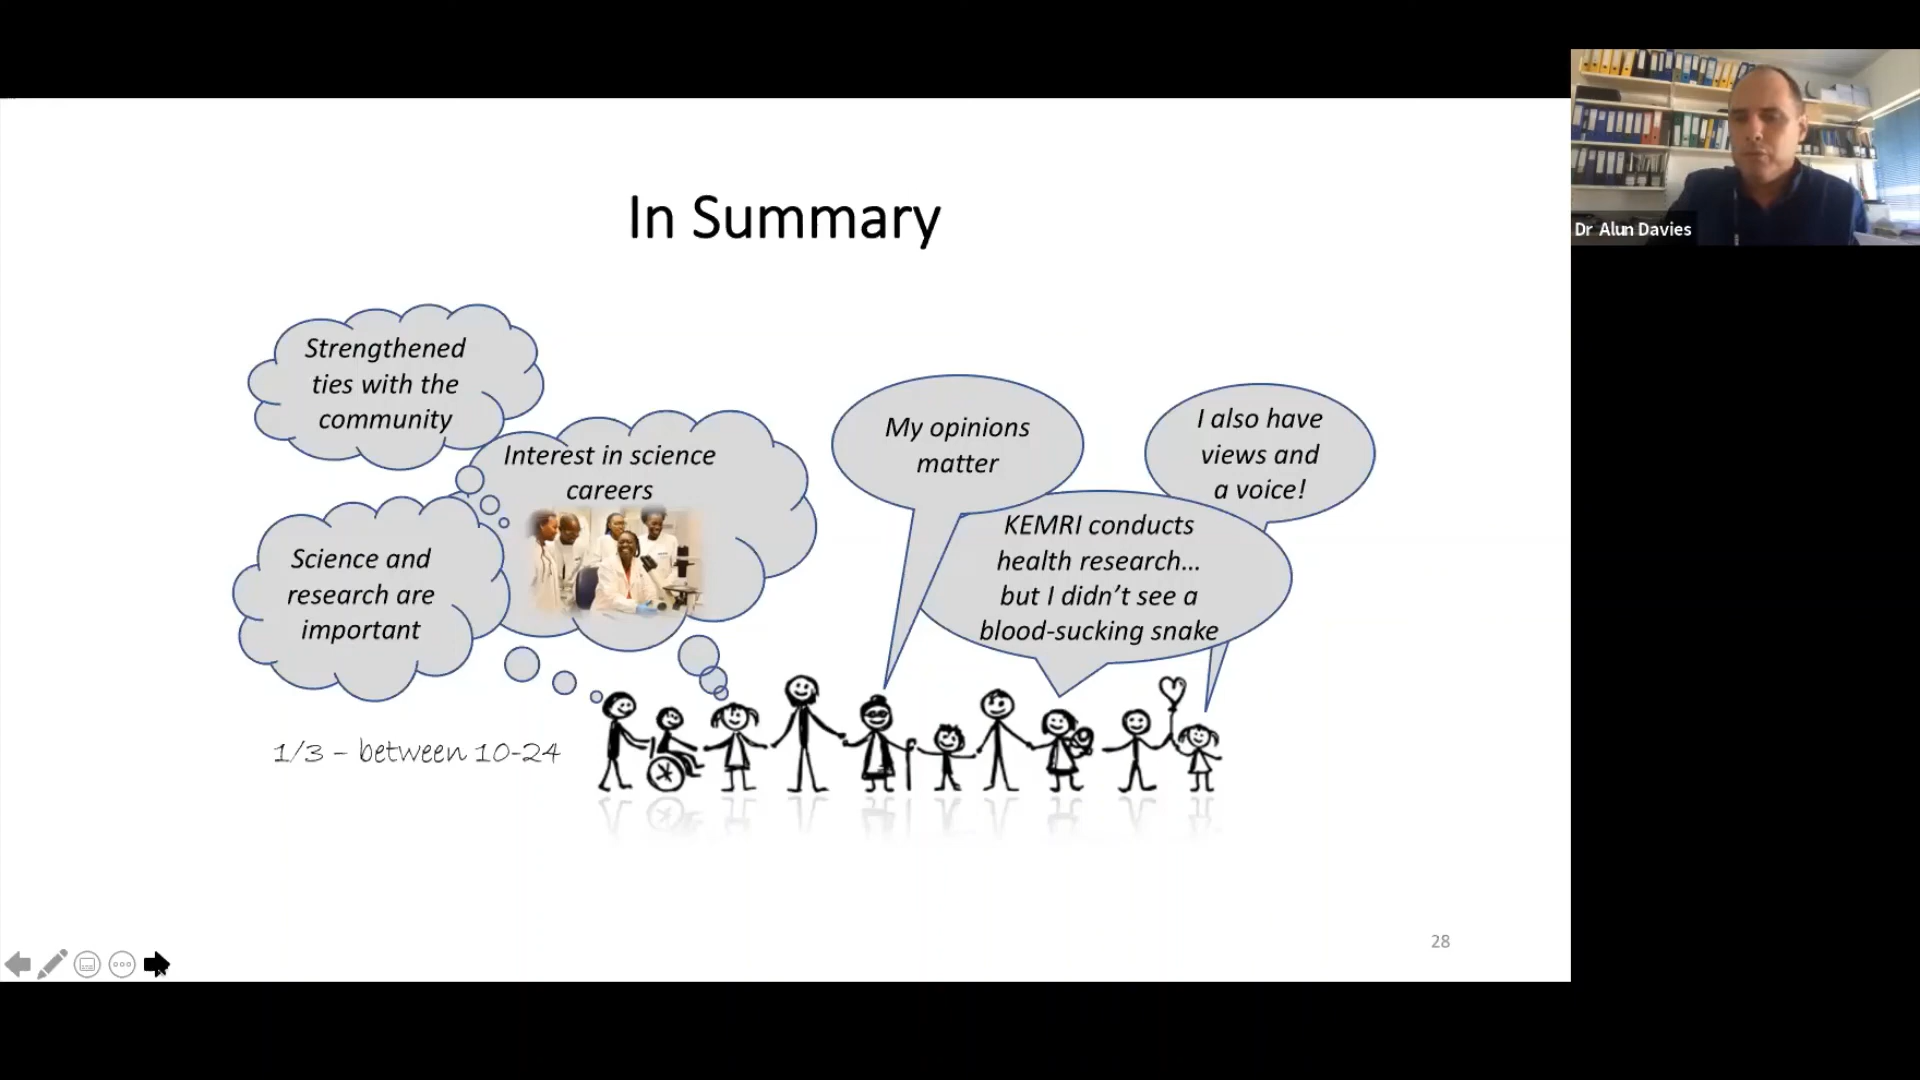 In Summary
Strengthened
ties with the
community
Interest in science
careers
Science and
research are
important
My opinions
matter
I also have
views and
a voice!
KEMRI conducts
health research...
but I didn't see a
blood-sucking snake
1/3 – between 10-24
28
Dr Alun Davies